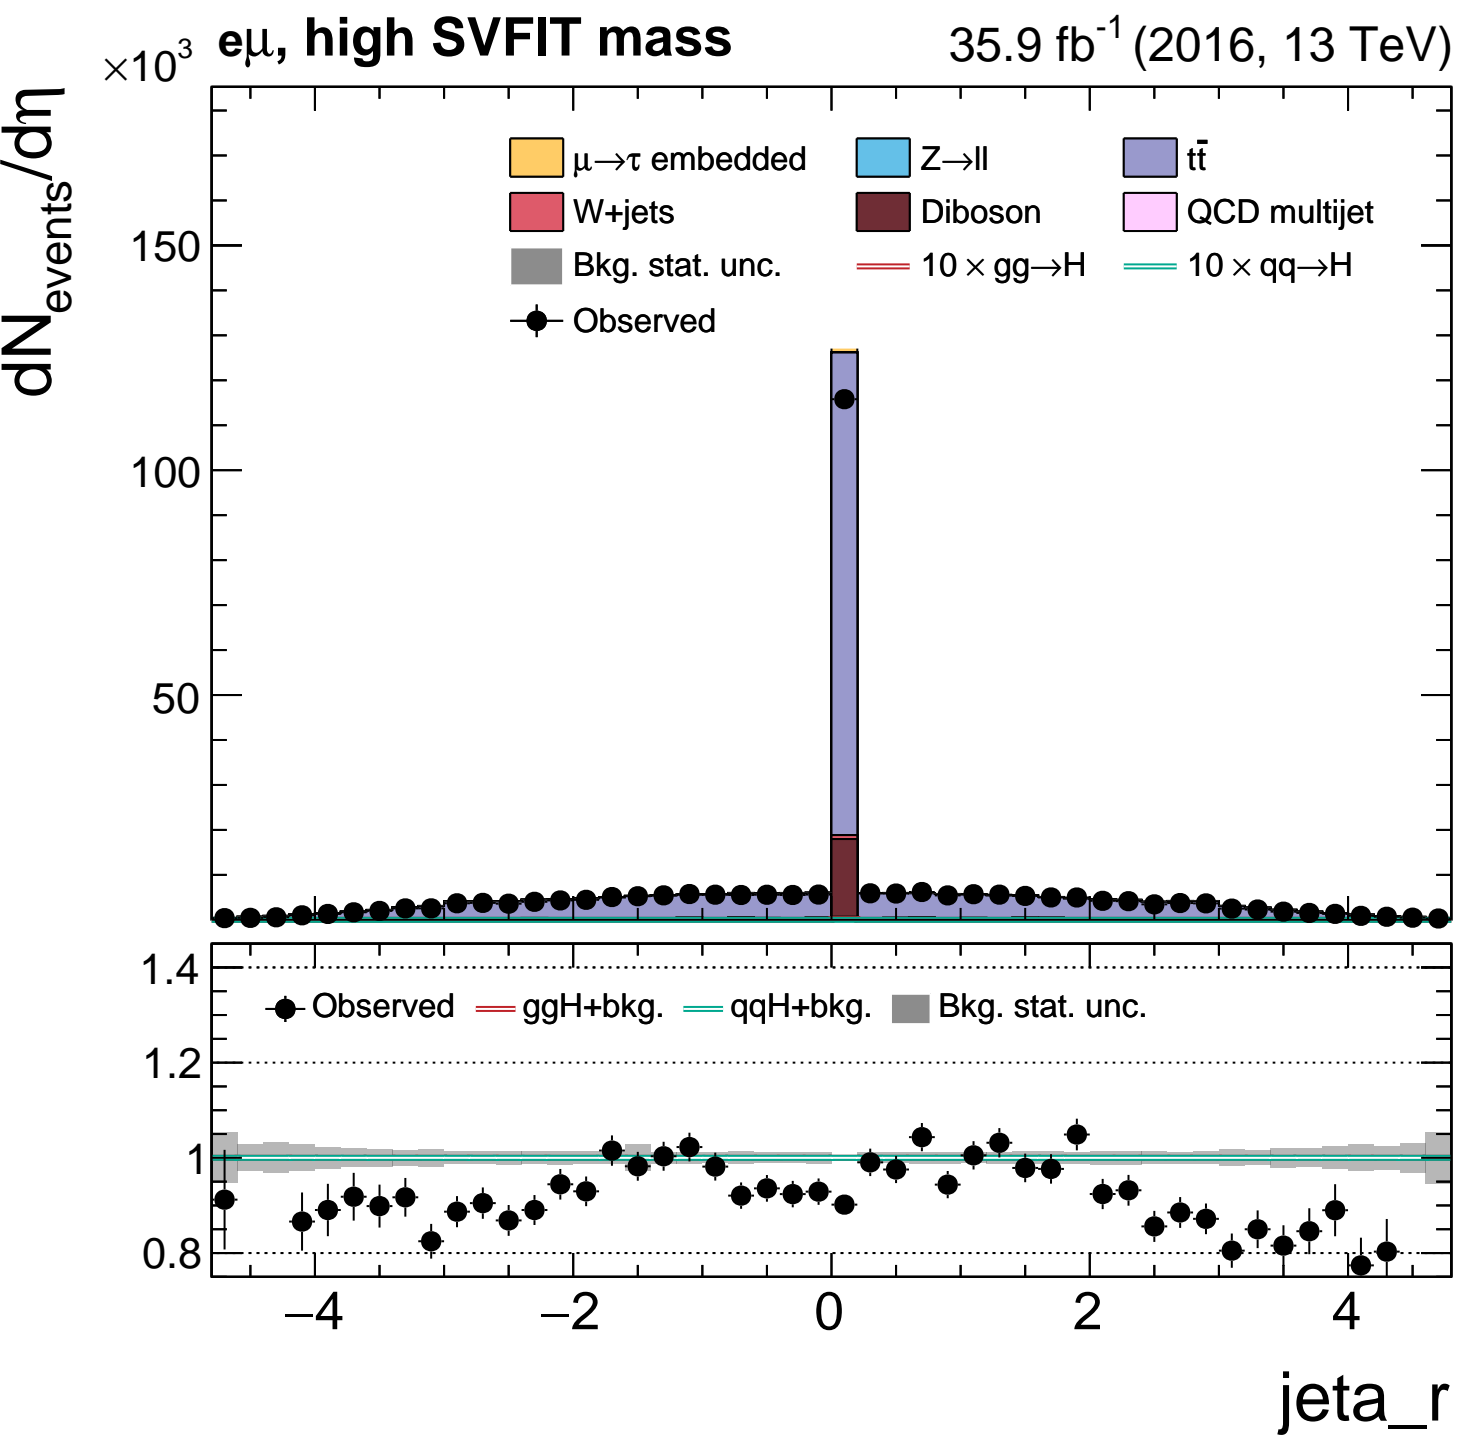 ×10³ eμ, high SVFIT mass 35.9 fb⁻¹ (2016, 13 TeV)
dN_events/dη
μ→τ embedded Z→ll tt̄
W+jets Diboson QCD multijet
Bkg. stat. unc. 10 × gg→H 10 × qq→H
Observed
150
100
50
1.4
Observed ggH+bkg. qqH+bkg. Bkg. stat. unc.
1.2
1
0.8
−4 −2 0 2 4
jeta_r